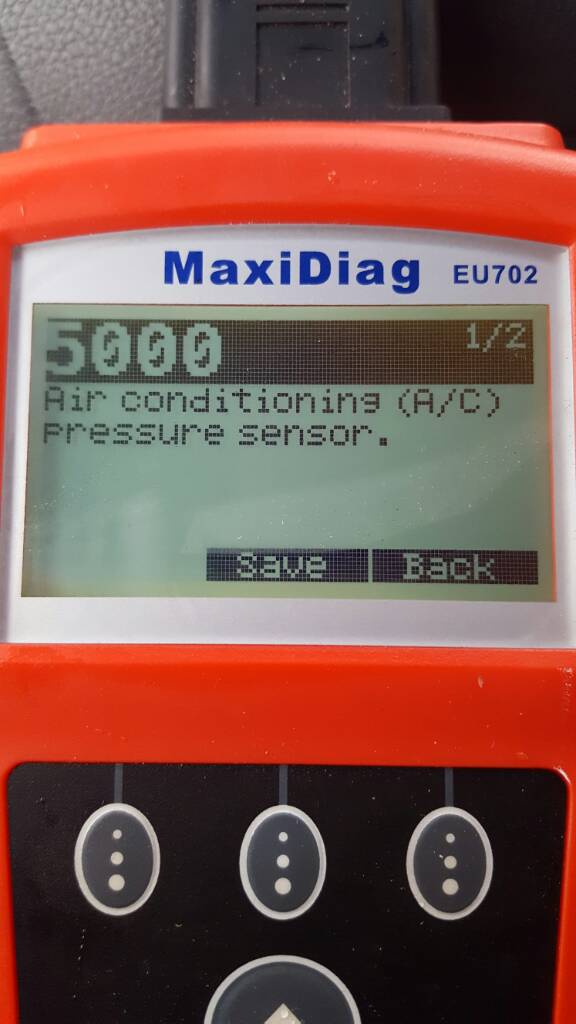 MaxiDiag EU702
5000 1/2
Air conditioning (A/C)
pressure sensor.
Save Back